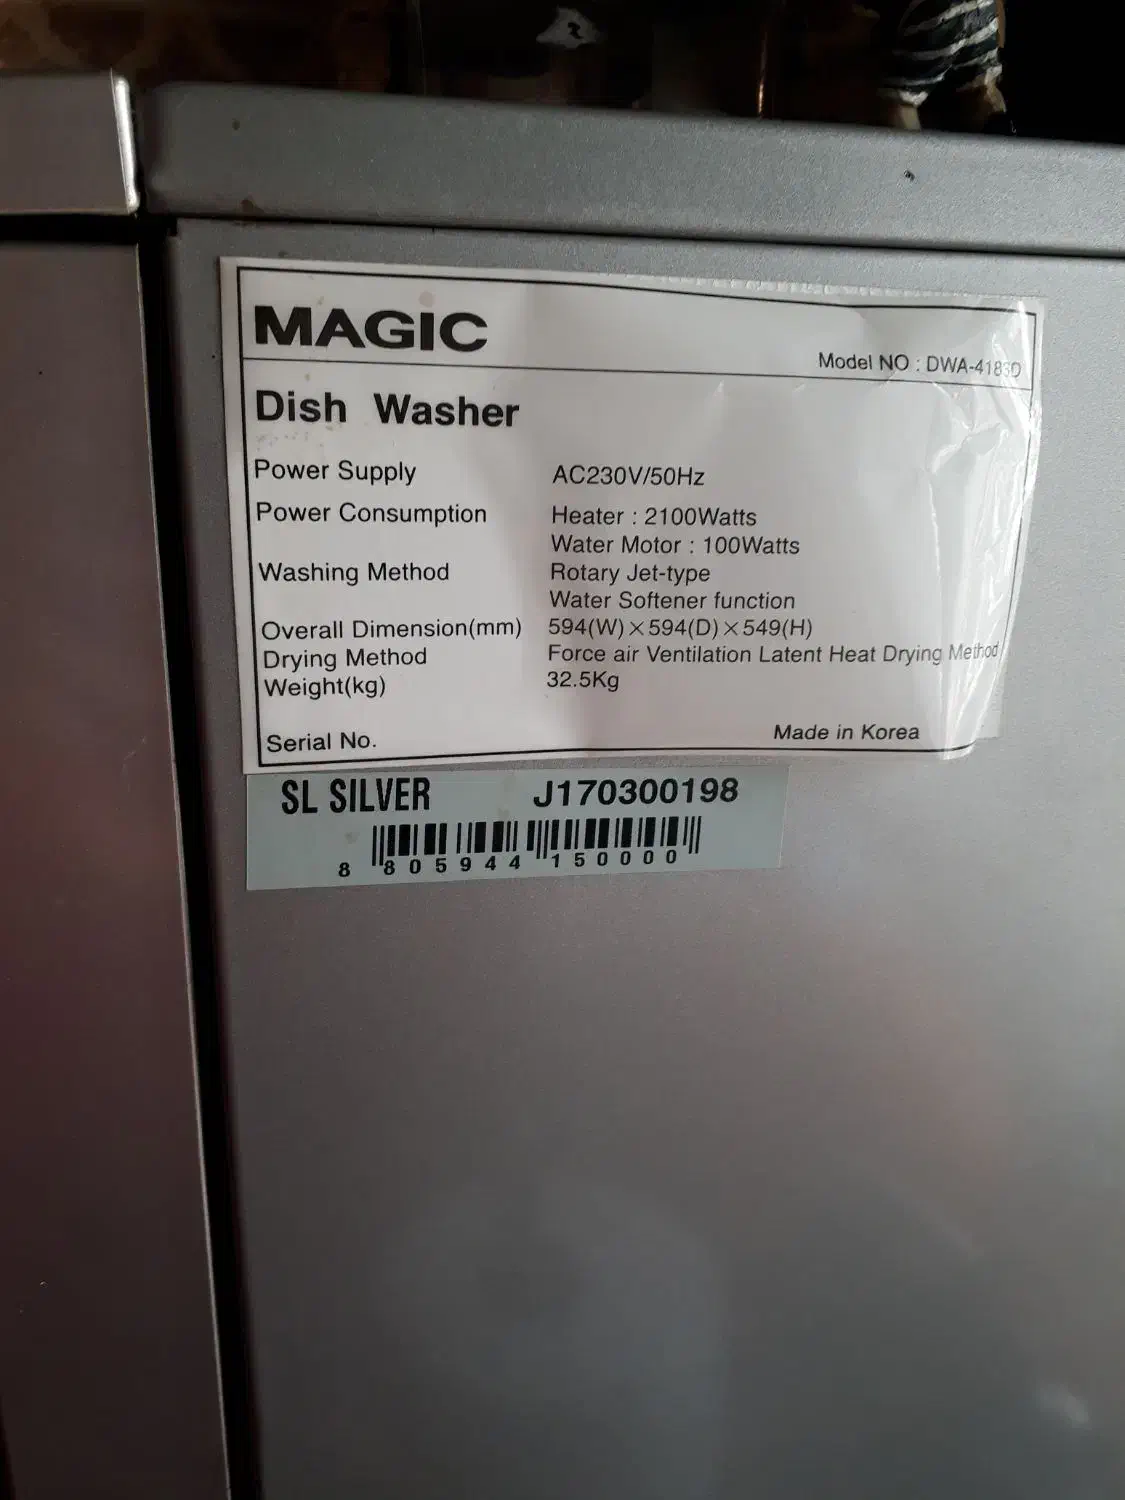 MAGIC
Model NO : DWA-4183D
Dish Washer
Power Supply AC230V/50Hz
Power Consumption Heater : 2100Watts
Water Motor : 100Watts
Washing Method Rotary Jet-type
Water Softener function
Overall Dimension(mm) 594(W)×594(D)×549(H)
Drying Method Force air Ventilation Latent Heat Drying Method
Weight(kg) 32.5Kg
Serial No. Made in Korea
SL SILVER J170300198
8 805944 150000